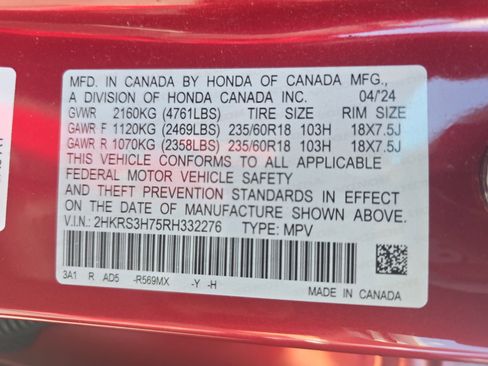 MFD. IN CANADA BY HONDA OF CANADA MFG.,
A DIVISION OF HONDA CANADA INC. 04/'24
GVWR 2160KG (4761LBS) TIRE SIZE RIM SIZE
GAWR F 1120KG (2469LBS) 235/60R18 103H 18X7.5J
GAWR R 1070KG (2358LBS) 235/60R18 103H 18X7.5J
THIS VEHICLE CONFORMS TO ALL APPLICABLE
FEDERAL MOTOR VEHICLE SAFETY
AND THEFT PREVENTION STANDARDS IN EFFECT
ON THE DATE OF MANUFACTURE SHOWN ABOVE.
V.I.N.: 2HKRS3H75RH332276 TYPE: MPV
3A1 R AD5 -R569MX -Y -H
MADE IN CANADA